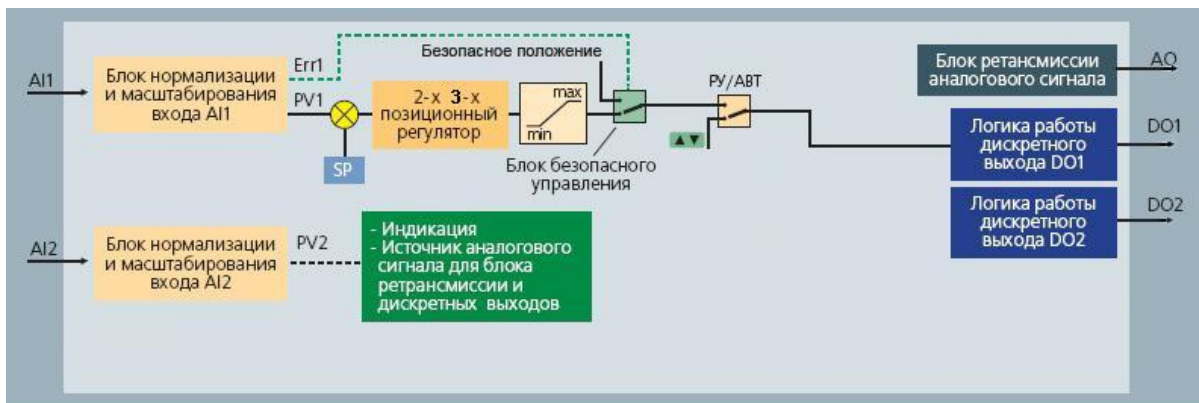 AI1
Блок нормализации
и масштабирования
входа AI1
Err1
PV1
SP
2-х 3-х
позиционный
регулятор
max
min
Безопасное положение
Блок безопасного
управления
РУ/АВТ
▲▼
Блок ретансмиссии
аналогового сигнала
AO
Логика работы
дискретного
выхода DO1
DO1
Логика работы
дискретного
выхода DO2
DO2
AI2
Блок нормализации
и масштабирования
входа AI2
PV2
- Индикация
- Источник аналогового
сигнала для блока
ретрансмиссии и
дискретных выходов